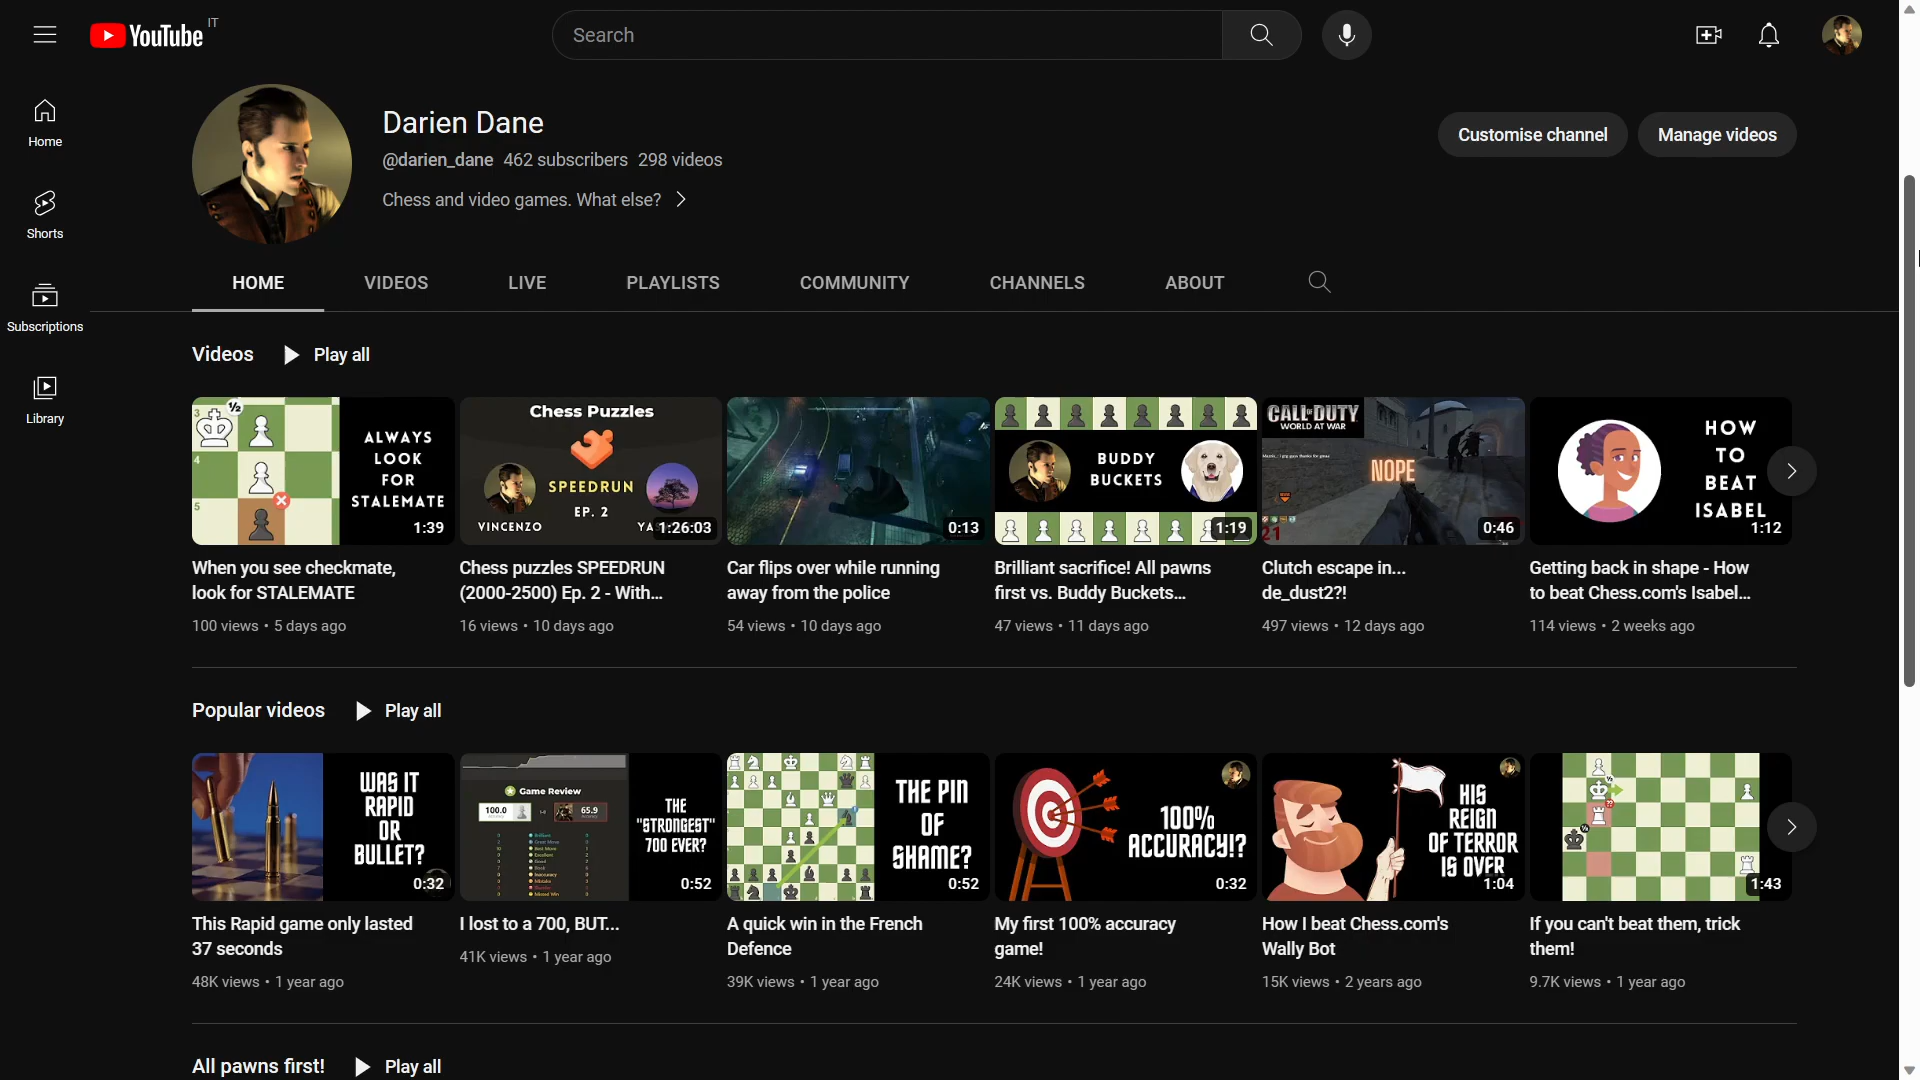 YouTube IT
Search
Home
Shorts
Subscriptions
Library
Darien Dane
@darien_dane 462 subscribers 298 videos
Chess and video games. What else?
Customise channel
Manage videos
HOME VIDEOS LIVE PLAYLISTS COMMUNITY CHANNELS ABOUT
Videos Play all
3
4
5
½
ALWAYS
LOOK
FOR
STALEMATE
1:39
When you see checkmate,
look for STALEMATE
100 views • 5 days ago
Chess Puzzles
SPEEDRUN
EP. 2
VINCENZO
YA
1:26:03
Chess puzzles SPEEDRUN
(2000-2500) Ep. 2 - With...
16 views • 10 days ago
0:13
Car flips over while running
away from the police
54 views • 10 days ago
BUDDY
BUCKETS
1:19
Brilliant sacrifice! All pawns
first vs. Buddy Buckets...
47 views • 11 days ago
CALL OF DUTY
WORLD AT WAR
NOPE
21
0:46
Clutch escape in...
de_dust2?!
497 views • 12 days ago
HOW
TO
BEAT
ISABEL
1:12
Getting back in shape - How
to beat Chess.com's Isabel...
114 views • 2 weeks ago
Popular videos Play all
WAS IT
RAPID
OR
BULLET?
0:32
This Rapid game only lasted
37 seconds
48K views • 1 year ago
Game Review
100.0 65.9
THE
"STRONGEST"
700 EVER?
0:52
I lost to a 700, BUT...
41K views • 1 year ago
THE PIN
OF
SHAME?
0:52
A quick win in the French
Defence
39K views • 1 year ago
100%
ACCURACY!?
0:32
My first 100% accuracy
game!
24K views • 1 year ago
HIS
REIGN
OF TERROR
IS OVER
1:04
How I beat Chess.com's
Wally Bot
15K views • 2 years ago
1:43
If you can't beat them, trick
them!
9.7K views • 1 year ago
All pawns first! Play all